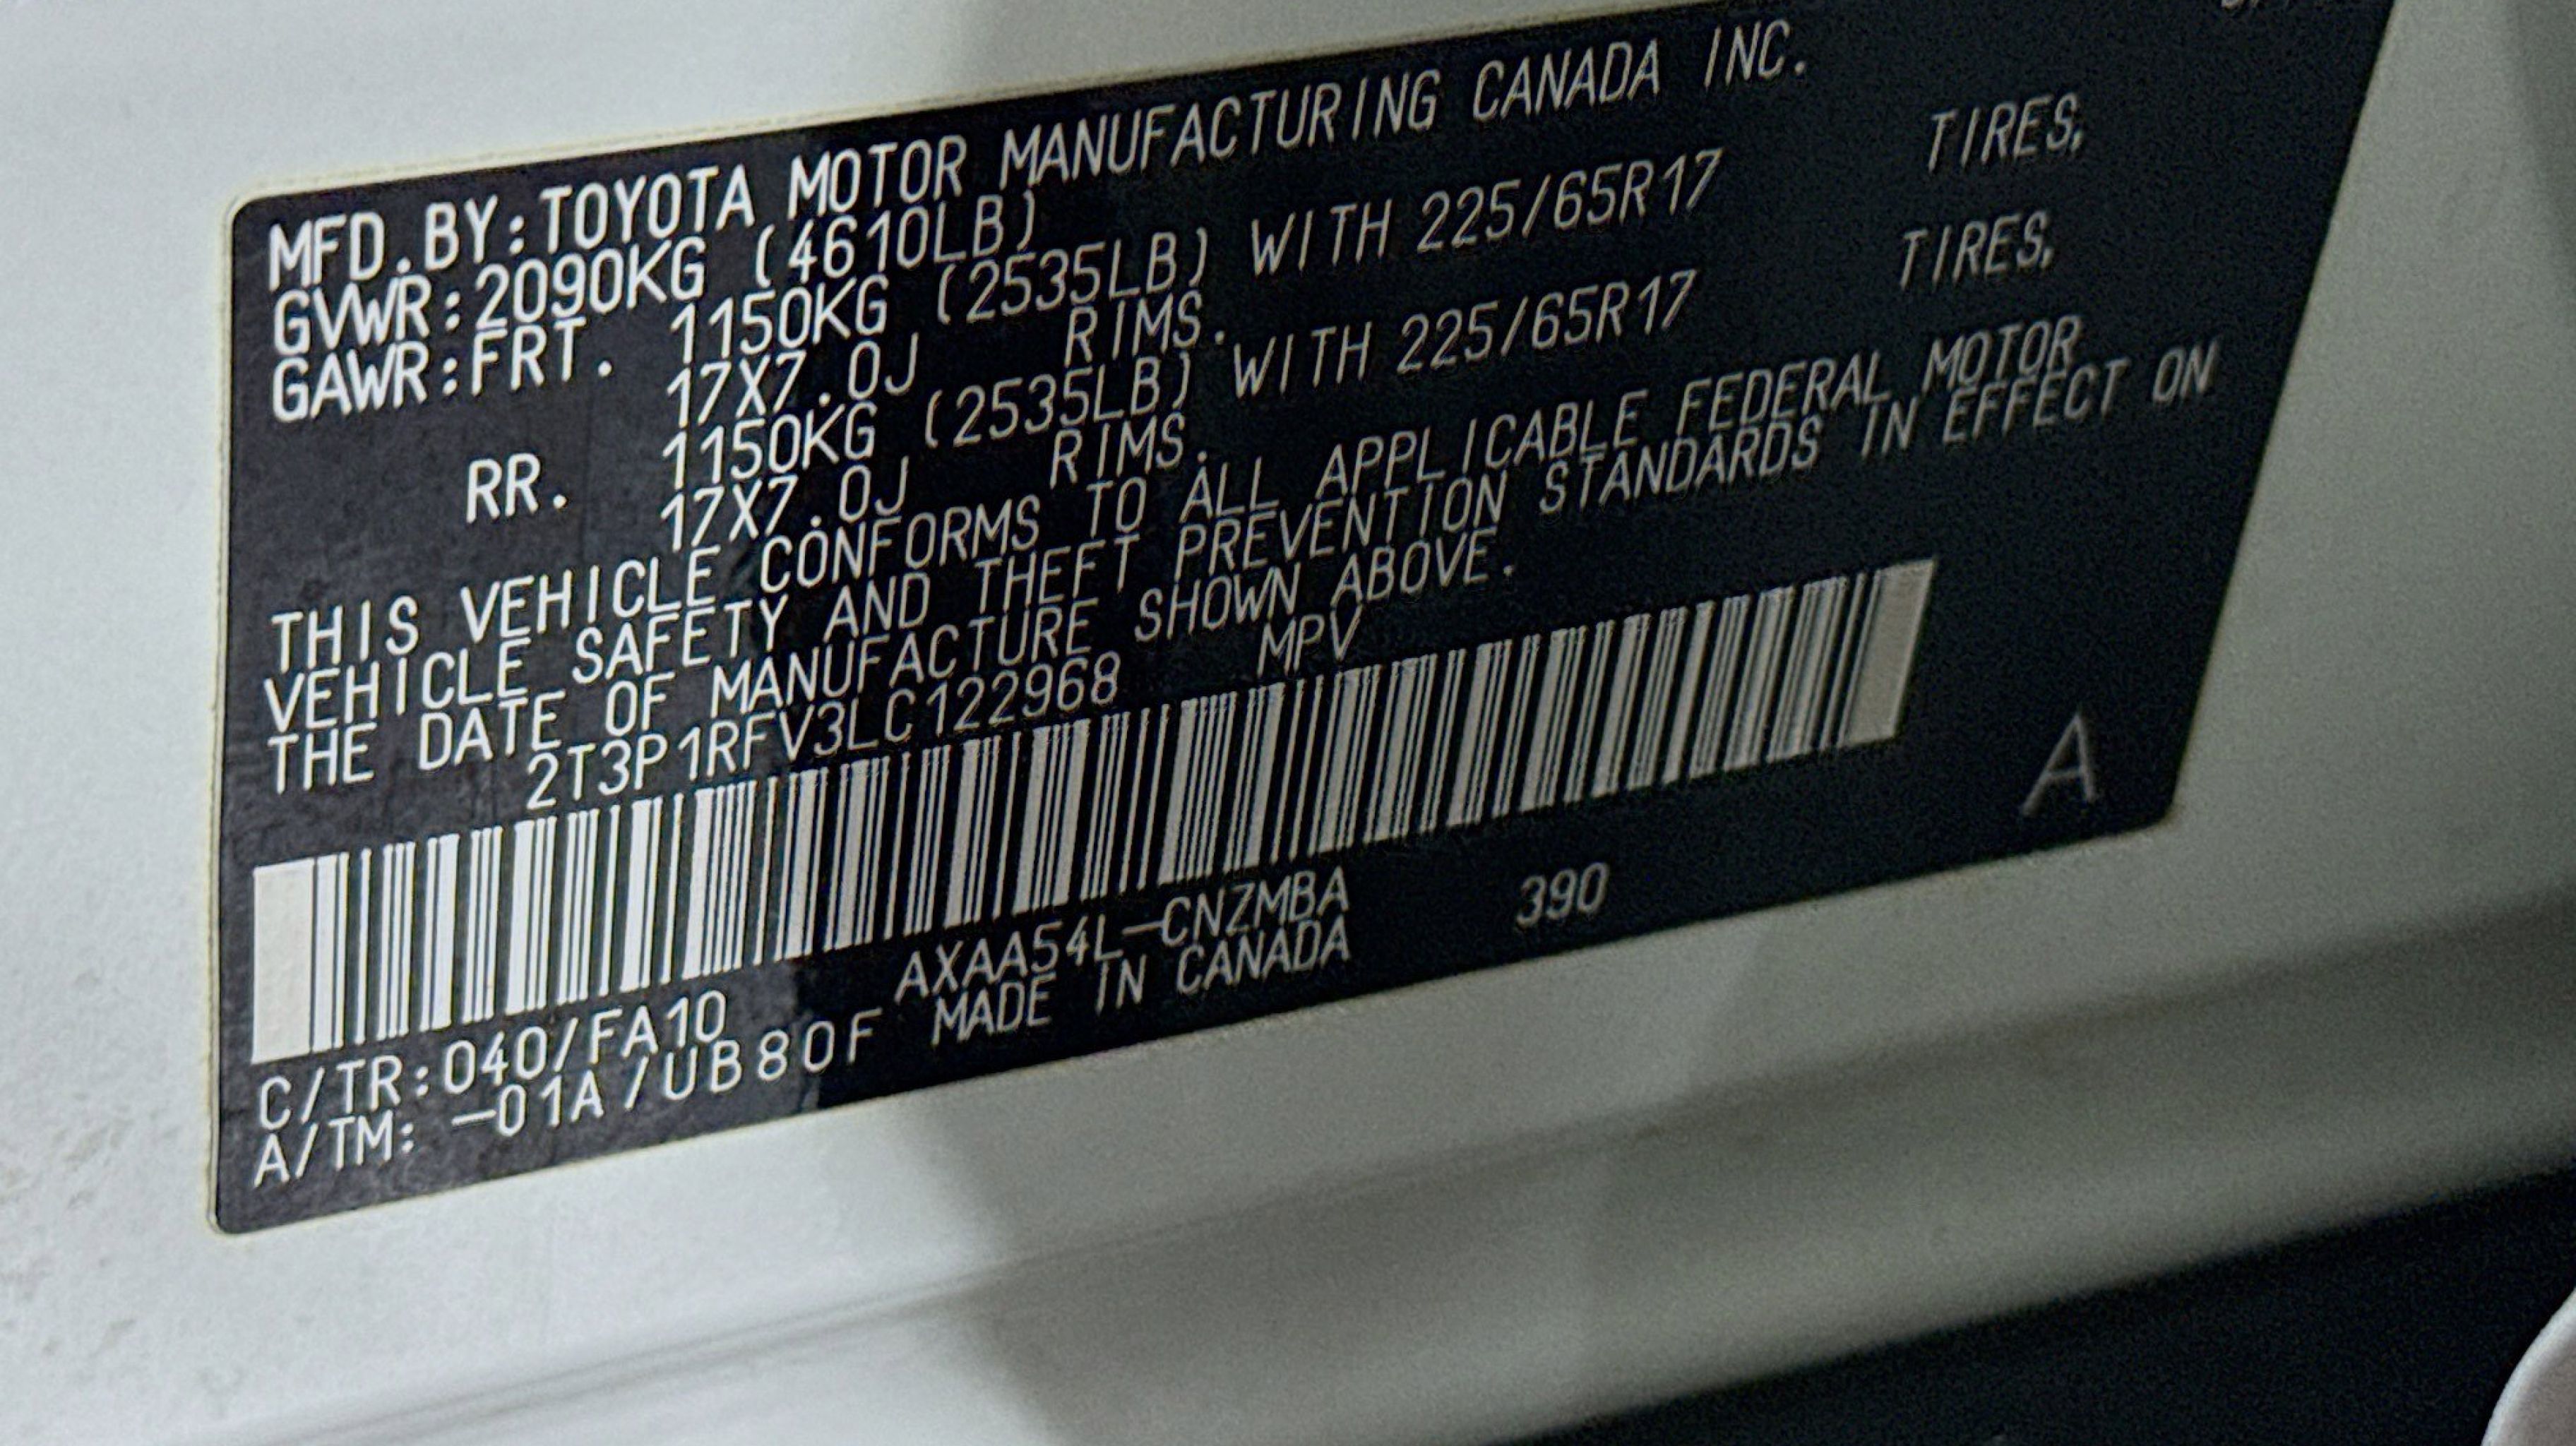 MFD.BY:TOYOTA MOTOR MANUFACTURING CANADA INC.
GVWR:2090KG (4610LB)
GAWR:FRT. 1150KG (2535LB) WITH 225/65R17 TIRES,
17X7.0J RIMS.
RR. 1150KG (2535LB) WITH 225/65R17 TIRES,
17X7.0J RIMS.
THIS VEHICLE CONFORMS TO ALL APPLICABLE FEDERAL MOTOR
VEHICLE SAFETY AND THEFT PREVENTION STANDARDS IN EFFECT ON
THE DATE OF MANUFACTURE SHOWN ABOVE.
2T3P1RFV3LC122968 MPV
A
C/TR:040/FA10 AXAA54L-CNZMBA 390
A/TM: -01A/UB80F MADE IN CANADA